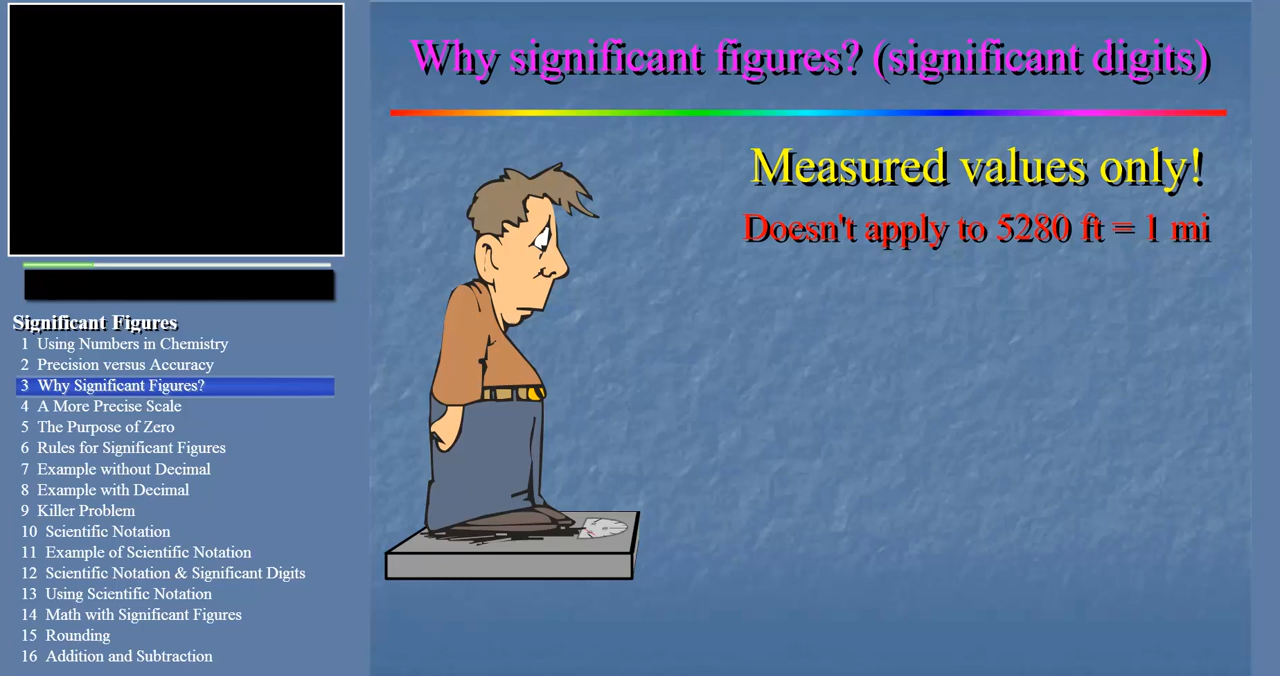 Why significant figures? (significant digits)
Measured values only!
Doesn't apply to 5280 ft = 1 mi
Significant Figures
1 Using Numbers in Chemistry
2 Precision versus Accuracy
3 Why Significant Figures?
4 A More Precise Scale
5 The Purpose of Zero
6 Rules for Significant Figures
7 Example without Decimal
8 Example with Decimal
9 Killer Problem
10 Scientific Notation
11 Example of Scientific Notation
12 Scientific Notation & Significant Digits
13 Using Scientific Notation
14 Math with Significant Figures
15 Rounding
16 Addition and Subtraction